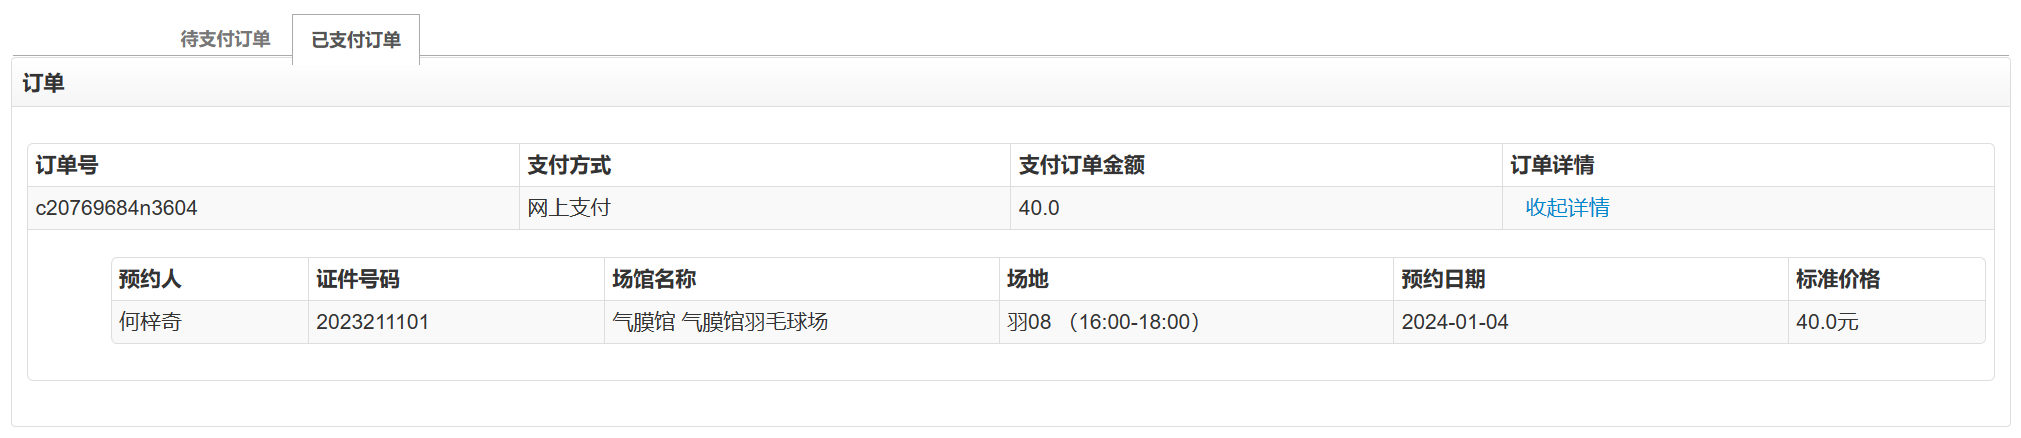 待支付订单 已支付订单
订单
订单号 支付方式 支付订单金额 订单详情
c20769684n3604 网上支付 40.0 收起详情
预约人 证件号码 场馆名称 场地 预约日期 标准价格
何梓奇 2023211101 气膜馆 气膜馆羽毛球场 羽08 （16:00-18:00） 2024-01-04 40.0元